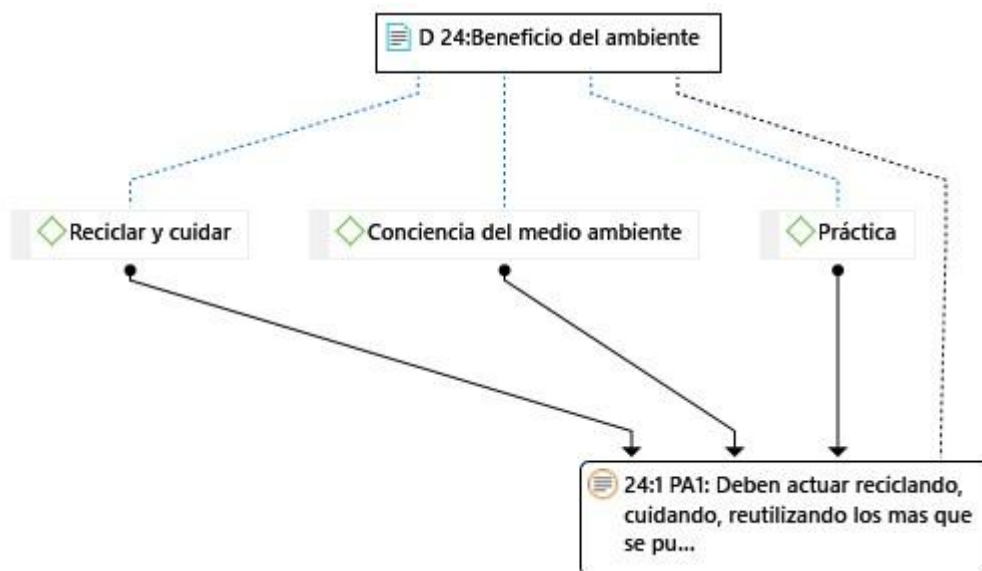 D 24:Beneficio del ambiente
Reciclar y cuidar
Conciencia del medio ambiente
Práctica
24:1 PA1: Deben actuar reciclando,
cuidando, reutilizando los mas que
se pu...